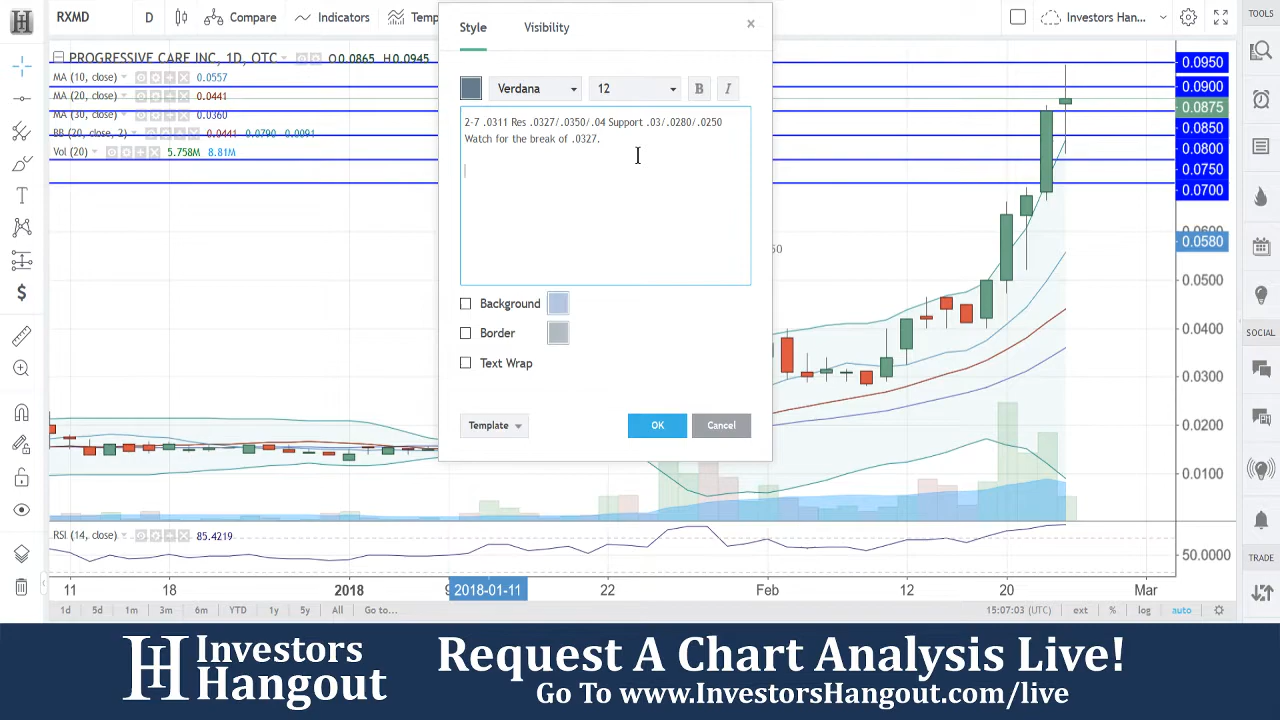 RXMD
D
Compare
Indicators
Temp
Investors Han...
TOOLS
PROGRESSIVE CARE INC, 1D, OTC
O 0.0865 H 0.0945
MA (10, close)
0.0557
MA (20, close)
0.0441
MA (30, close)
0.0360
BB (20, close, 2)
0.0441 0.0790 0.0091
Vol (20)
5.758M 8.81M
Style
Visibility
×
Verdana
12
B
I
2-7 .0311 Res .0327/.0350/.04 Support .03/.0280/.0250
Watch for the break of .0327.
50
Background
Border
Text Wrap
Template
OK
Cancel
0.0950
0.0900
0.0875
0.0850
0.0800
0.0750
0.0700
0.0600
0.0580
0.0500
0.0400
0.0300
0.0200
0.0100
SOCIAL
TRADE
RSI (14, close)
85.4219
50.0000
11
18
2018
9
2018-01-11
22
Feb
12
20
Mar
1d
5d
1m
3m
6m
YTD
1y
5y
All
Go to...
15:07:03 (UTC)
ext
%
log
auto
Investors
Hangout
Request A Chart Analysis Live!
Go To www.InvestorsHangout.com/live